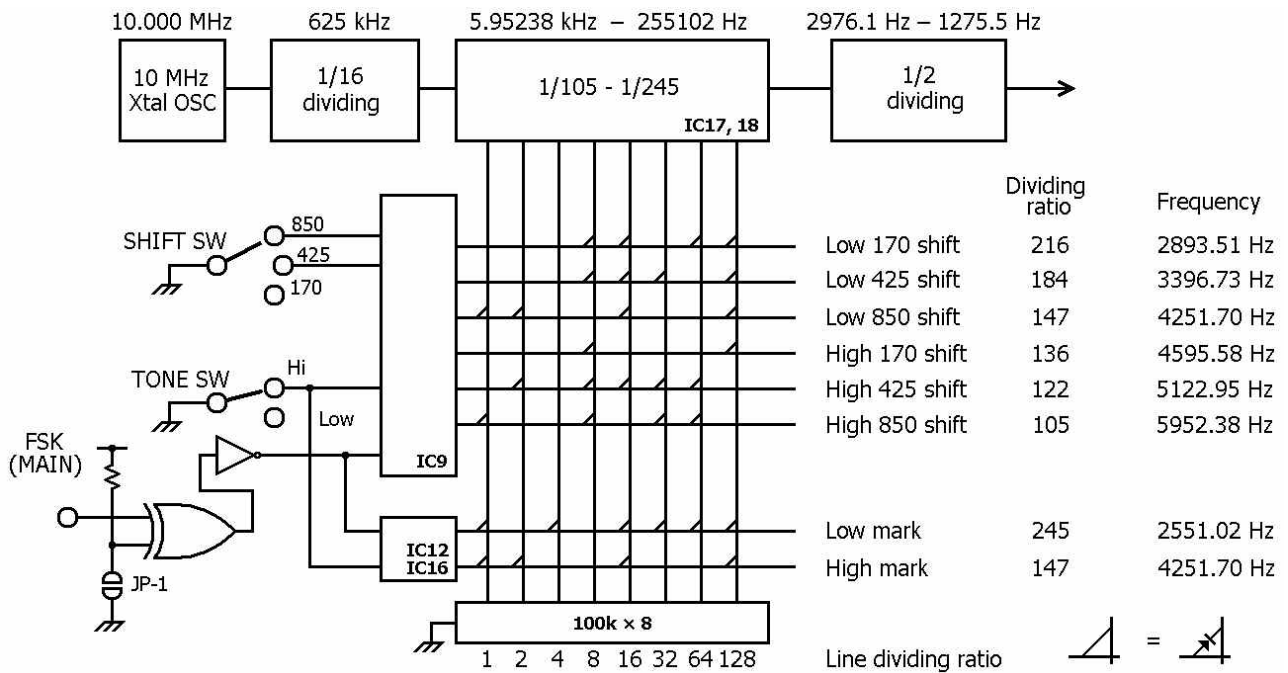 10.000 MHz 625 kHz 5.95238 kHz – 255102 Hz 2976.1 Hz – 1275.5 Hz
10 MHz
Xtal OSC
1/16
dividing
1/105 - 1/245
IC17, 18
1/2
dividing
Dividing
ratio
Frequency
SHIFT SW
850
425
170
Low 170 shift 216 2893.51 Hz
Low 425 shift 184 3396.73 Hz
Low 850 shift 147 4251.70 Hz
High 170 shift 136 4595.58 Hz
High 425 shift 122 5122.95 Hz
High 850 shift 105 5952.38 Hz
TONE SW
Hi
Low
FSK
(MAIN)
IC9
IC12
IC16
Low mark 245 2551.02 Hz
High mark 147 4251.70 Hz
JP-1
100k × 8
1 2 4 8 16 32 64 128 Line dividing ratio
=